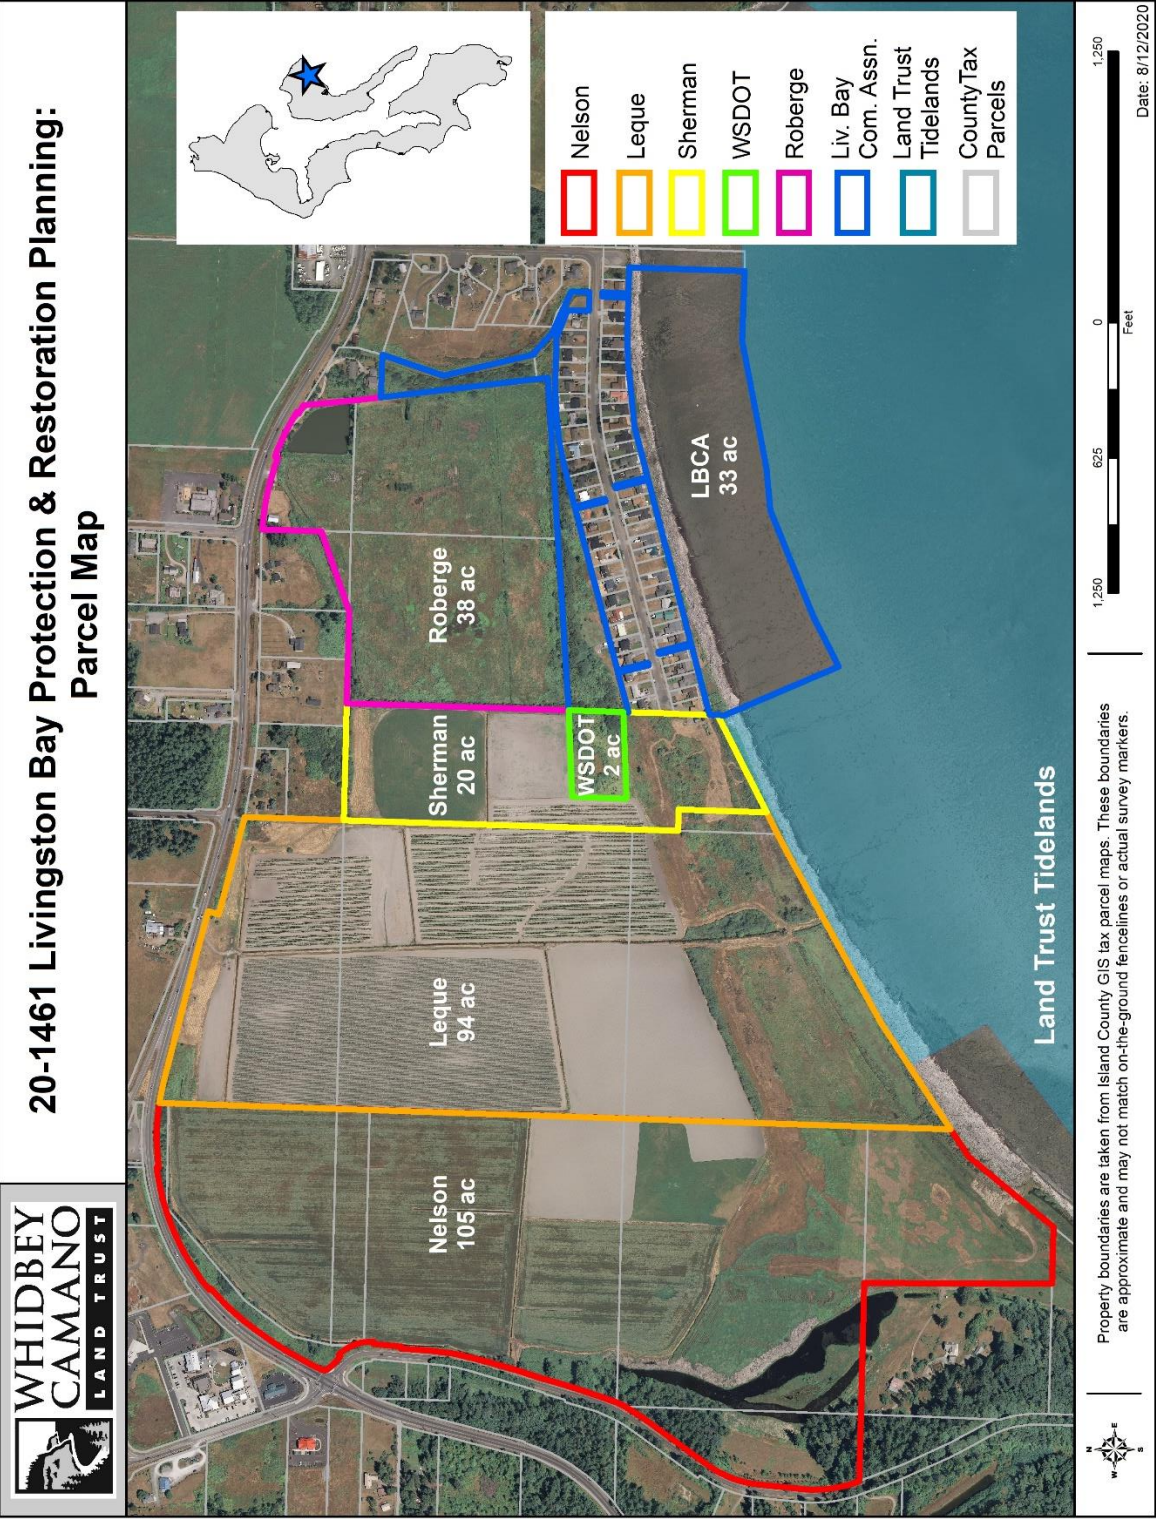 WHIDBEY
CAMANO
LAND TRUST
20-1461 Livingston Bay Protection & Restoration Planning:
Parcel Map
Nelson
105 ac
Leque
94 ac
Sherman
20 ac
WSDOT
2 ac
Roberge
38 ac
LBCA
33 ac
Land Trust Tidelands
Nelson
Leque
Sherman
WSDOT
Roberge
Liv. Bay
Com. Assn.
Land Trust
Tidelands
County Tax
Parcels
N
W
E
S
Property boundaries are taken from Island County GIS tax parcel maps. These boundaries
are approximate and may not match on-the-ground fencelines or actual survey markers.
1,250 625 0 1,250
Feet
Date: 8/12/2020